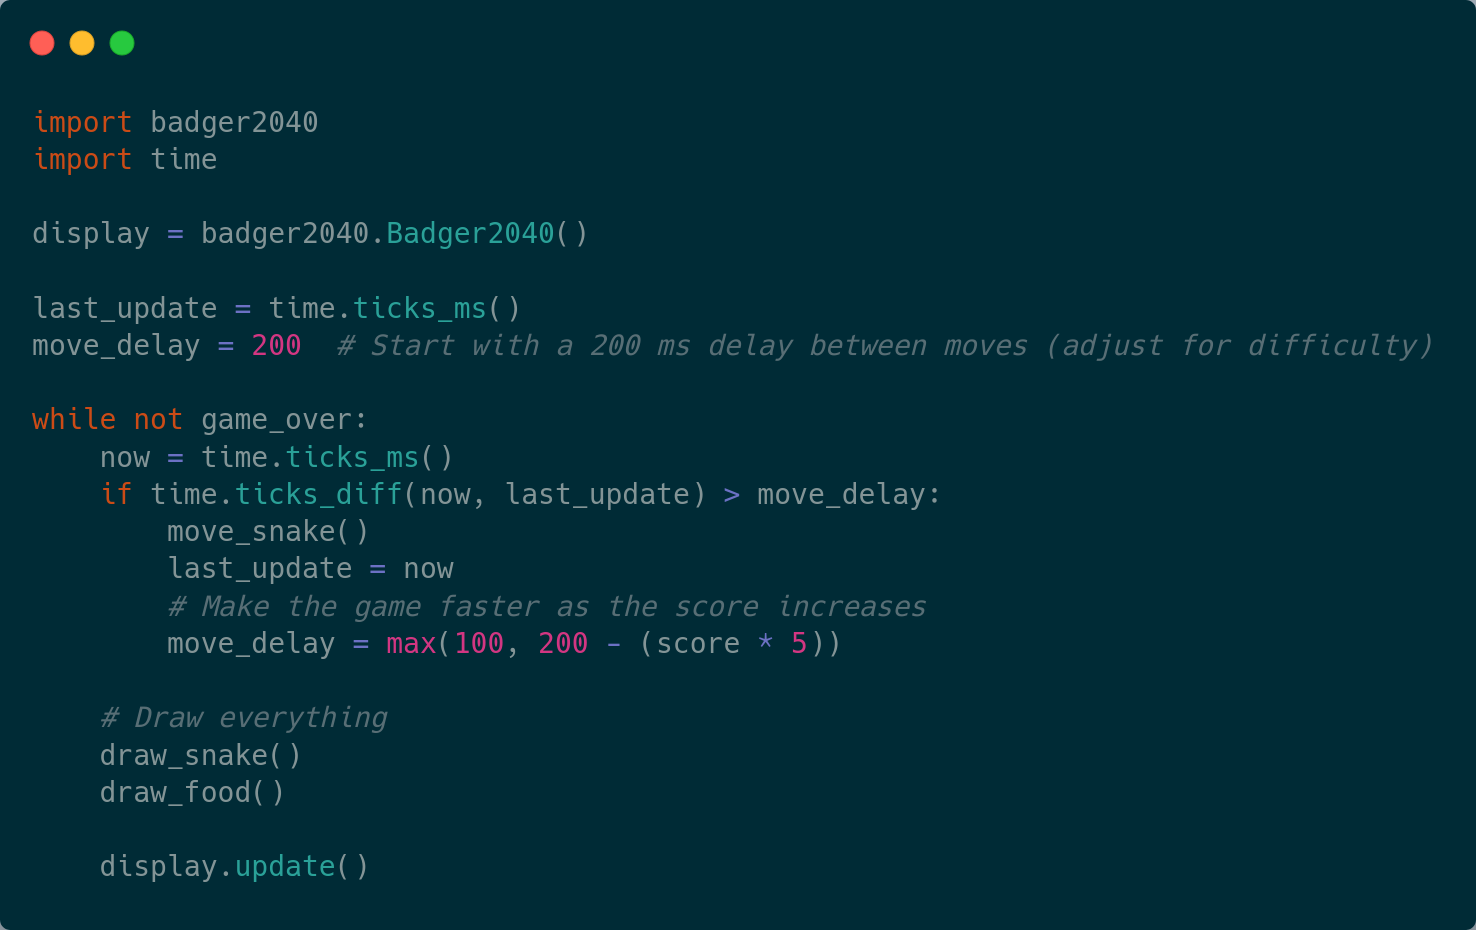 import badger2040
import time
display = badger2040.Badger2040()
last_update = time.ticks_ms()
move_delay = 200  # Start with a 200 ms delay between moves (adjust for difficulty)
while not game_over:
    now = time.ticks_ms()
    if time.ticks_diff(now, last_update) > move_delay:
        move_snake()
        last_update = now
        # Make the game faster as the score increases
        move_delay = max(100, 200 - (score * 5))
    # Draw everything
    draw_snake()
    draw_food()
    display.update()